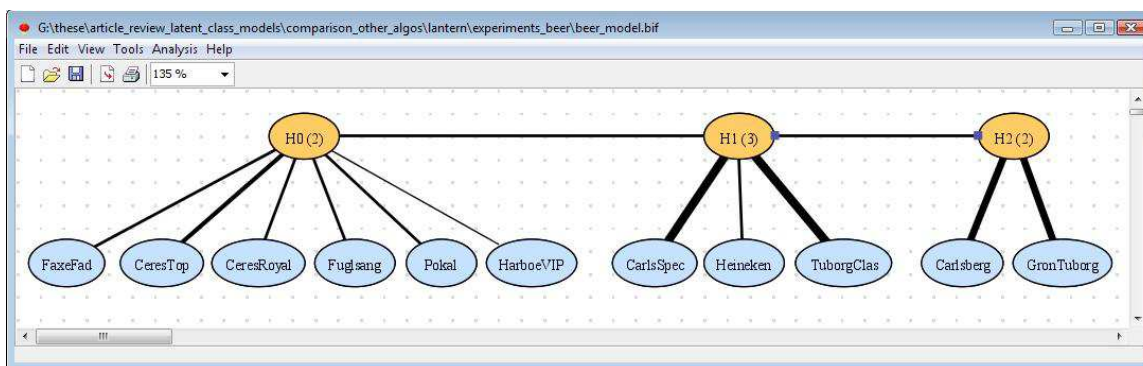 G:\these\article_review_latent_class_models\comparison_other_algos\lantern\experiments_beer\beer_model.bif
File Edit View Tools Analysis Help
135 %
H0 (2) H1 (3) H2 (2)
FaxeFad CeresTop CeresRoyal Fuglsang Pokal HarboeVIP CarlsSpec Heineken TuborgClas Carlsberg GronTuborg